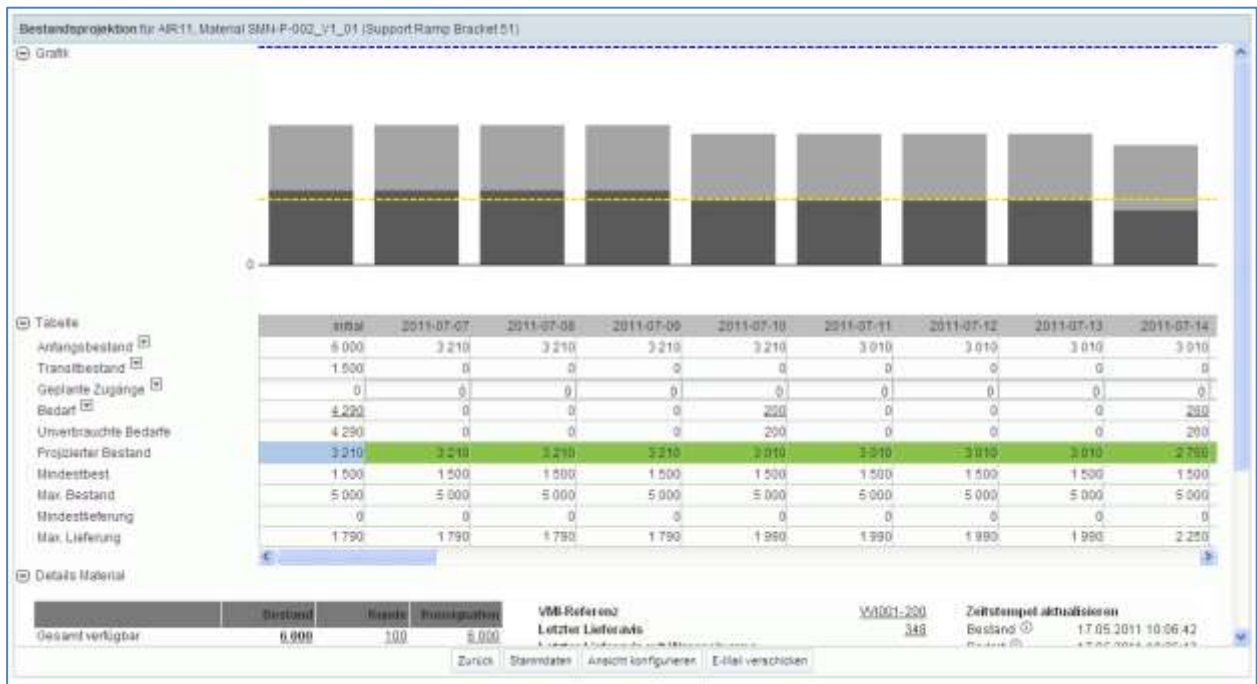 Bestandsprojektion für AIR11, Material SMN-P-002_V1_01 (Support Ramp Bracket 51)
Grafik
0
Tabelle initial 2011-07-07 2011-07-08 2011-07-09 2011-07-10 2011-07-11 2011-07-12 2011-07-13 2011-07-14
Anfangsbestand 6 000 3 210 3 210 3 210 3 210 3 010 3 010 3 010 3 010
Transitbestand 1 500 0 0 0 0 0 0 0 0
Geplante Zugänge 0 0 0 0 0 0 0 0 0
Bedarf 4 290 0 0 0 200 0 0 0 260
Unverbrauchte Bedarfe 4 290 0 0 0 200 0 0 0 260
Projizierter Bestand 3 210 3 210 3 210 3 210 3 010 3 010 3 010 3 010 2 750
Mindestbest. 1 500 1 500 1 500 1 500 1 500 1 500 1 500 1 500 1 500
Max. Bestand 5 000 5 000 5 000 5 000 5 000 5 000 5 000 5 000 5 000
Mindestlieferung 0 0 0 0 0 0 0 0 0
Max. Lieferung 1 790 1 790 1 790 1 790 1 990 1 990 1 990 1 990 2 250
Details Material
Bestand Kunde Konsignation VMI-Referenz VMI001-200 Zeitstempel aktualisieren
Gesamt verfügbar 6.000 100 6.000 Letzter Lieferavis 346 Bestand 17.05.2011 10:06:42
Zurück Stammdaten Ansicht konfigurieren E-Mail verschicken